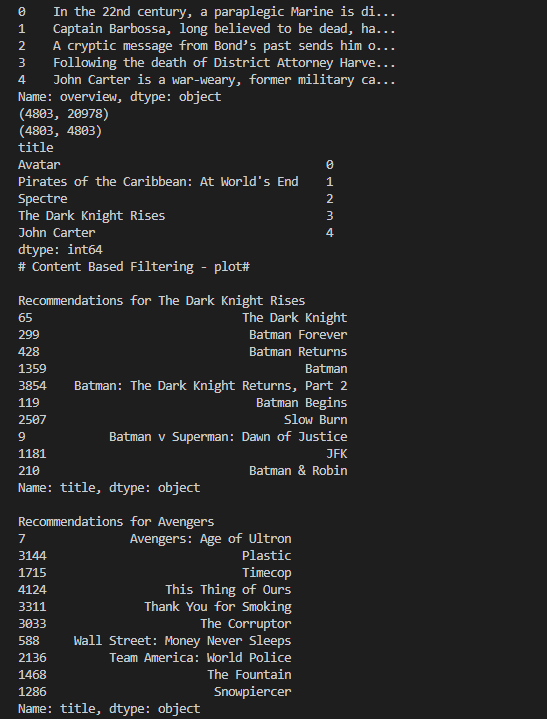 0    In the 22nd century, a paraplegic Marine is di...
1    Captain Barbossa, long believed to be dead, ha...
2    A cryptic message from Bond’s past sends him o...
3    Following the death of District Attorney Harve...
4    John Carter is a war-weary, former military ca...
Name: overview, dtype: object
(4803, 20978)
(4803, 4803)
title
Avatar                                      0
Pirates of the Caribbean: At World's End    1
Spectre                                     2
The Dark Knight Rises                       3
John Carter                                 4
dtype: int64
# Content Based Filtering - plot#

Recommendations for The Dark Knight Rises
65                              The Dark Knight
299                              Batman Forever
428                              Batman Returns
1359                                     Batman
3854    Batman: The Dark Knight Returns, Part 2
119                               Batman Begins
2507                                  Slow Burn
9            Batman v Superman: Dawn of Justice
1181                                        JFK
210                              Batman & Robin
Name: title, dtype: object

Recommendations for Avengers
7               Avengers: Age of Ultron
3144                            Plastic
1715                            Timecop
4124                 This Thing of Ours
3311              Thank You for Smoking
3033                      The Corruptor
588     Wall Street: Money Never Sleeps
2136         Team America: World Police
1468                       The Fountain
1286                        Snowpiercer
Name: title, dtype: object